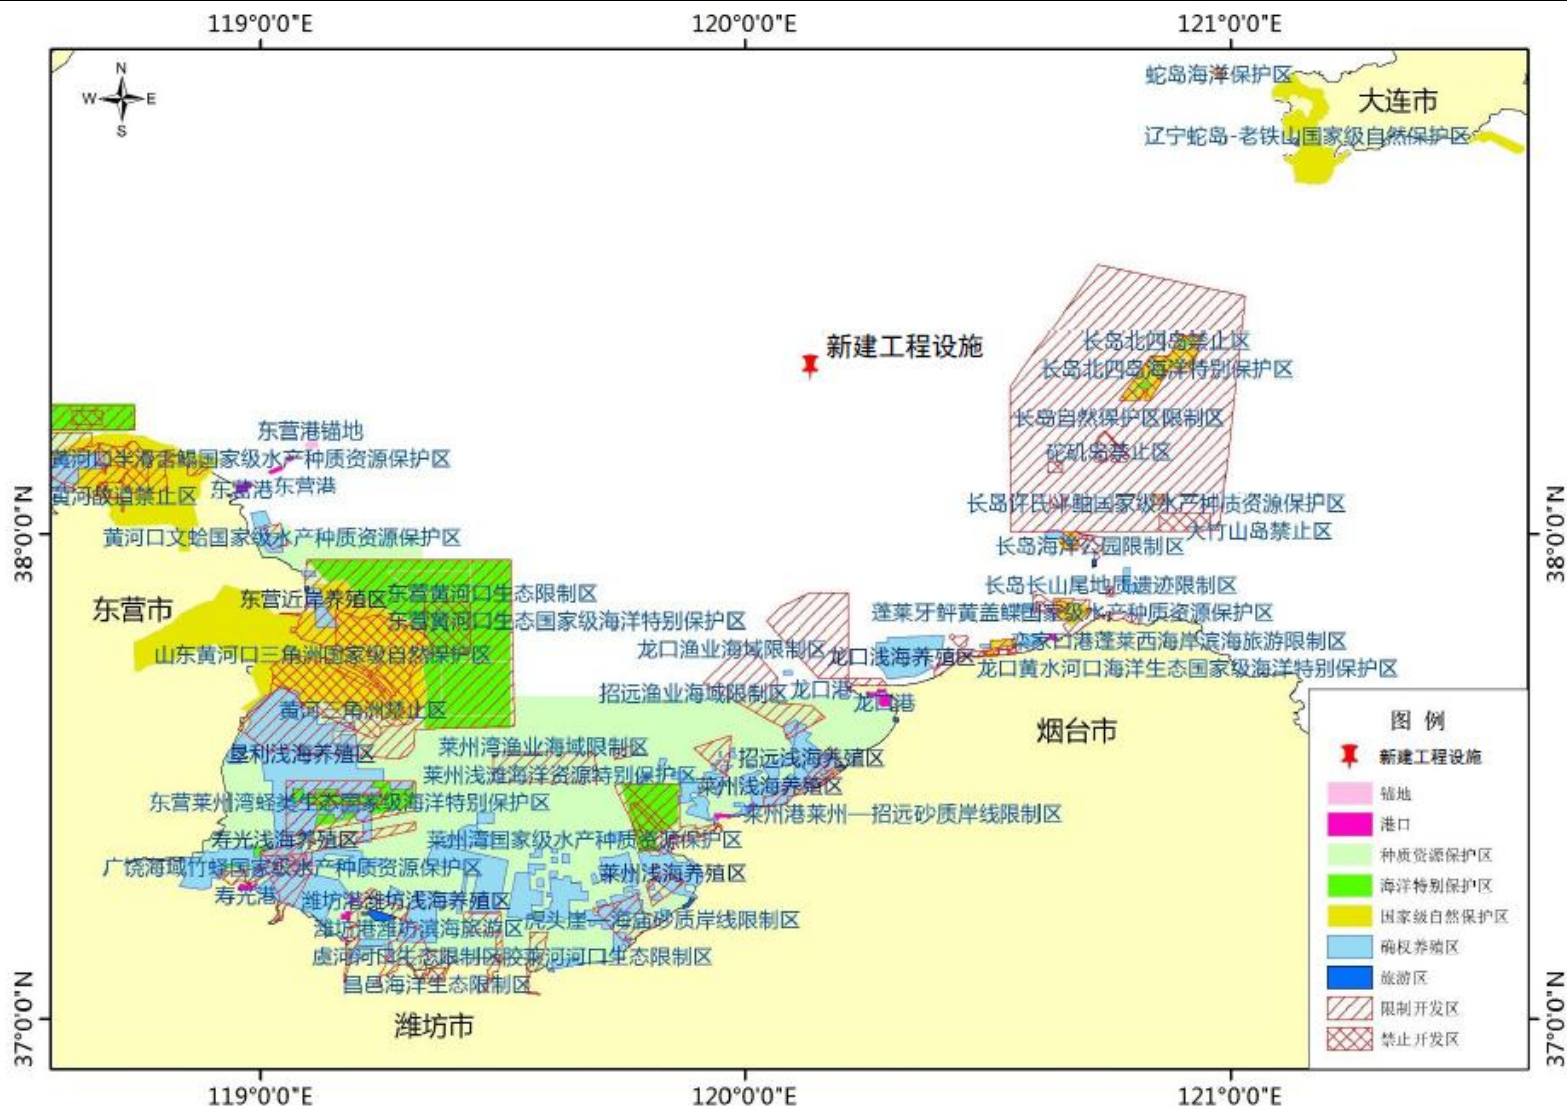 119°0'0"E
120°0'0"E
121°0'0"E
N
W
E
S
蛇岛海洋保护区
大连市
辽宁蛇岛-老铁山国家级自然保护区
新建工程设施
长岛北四岛禁止区
长岛北四岛海洋特别保护区
长岛自然保护区限制区
东营港锚地
砣矶岛禁止区
黄河口半滑舌鳎国家级水产种质资源保护区
东营港
东营港
黄河故道禁止区
长岛许氏平鲉国家级水产种质资源保护区
大竹山岛禁止区
38°0'0"N
38°0'0"N
黄河口文蛤国家级水产种质资源保护区
长岛海洋公园限制区
长岛长山尾地质遗迹限制区
东营市
东营近岸养殖区
东营黄河口生态限制区
东营黄河口生态国家级海洋特别保护区
蓬莱牙鲆黄盖鲽国家级水产种质资源保护区
栾家口港蓬莱西海岸滨海旅游限制区
龙口渔业海域限制区
龙口浅海养殖区
山东黄河口三角洲国家级自然保护区
龙口黄水河口海洋生态国家级海洋特别保护区
招远渔业海域限制区
龙口港
龙口港
黄河三角洲禁止区
烟台市
垦利浅海养殖区
莱州湾渔业海域限制区
招远浅海养殖区
莱州浅滩海洋资源特别保护区
莱州浅海养殖区
东营莱州湾蛏类生态国家级海洋特别保护区
莱州港莱州—招远砂质岸线限制区
寿光浅海养殖区
莱州湾国家级水产种质资源保护区
广饶海域竹蛏国家级水产种质资源保护区
莱州浅海养殖区
寿光港
潍坊港
潍坊浅海养殖区
虎头崖—海庙砂质岸线限制区
潍坊港
潍坊滨海旅游区
虞河河口生态限制区
胶莱河河口生态限制区
昌邑海洋生态限制区
潍坊市
37°0'0"N
37°0'0"N
图例
新建工程设施
锚地
港口
种质资源保护区
海洋特别保护区
国家级自然保护区
确权养殖区
旅游区
限制开发区
禁止开发区
119°0'0"E
120°0'0"E
121°0'0"E